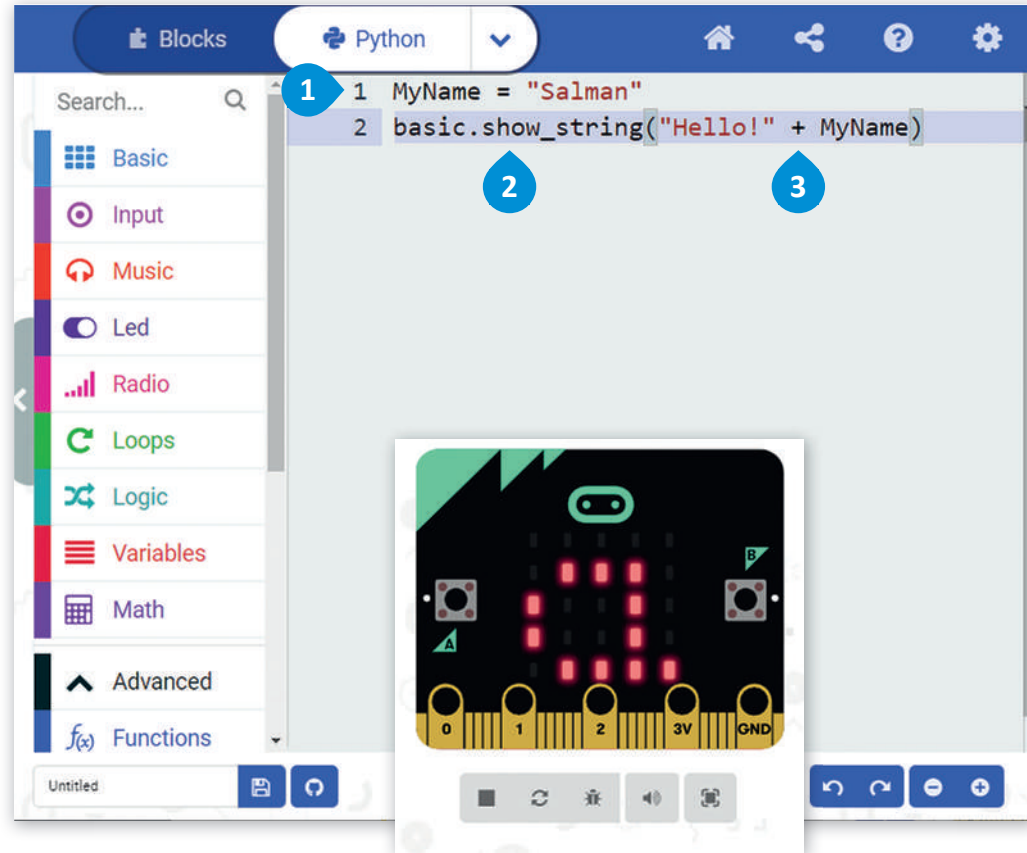 Blocks
Python
Search...
Basic
Input
Music
Led
Radio
Loops
Logic
Variables
Math
Advanced
f(x) Functions
Untitled
1
1 MyName = "Salman"
2 basic.show_string("Hello!" + MyName)
2
3
A
B
0 1 2 3V GND